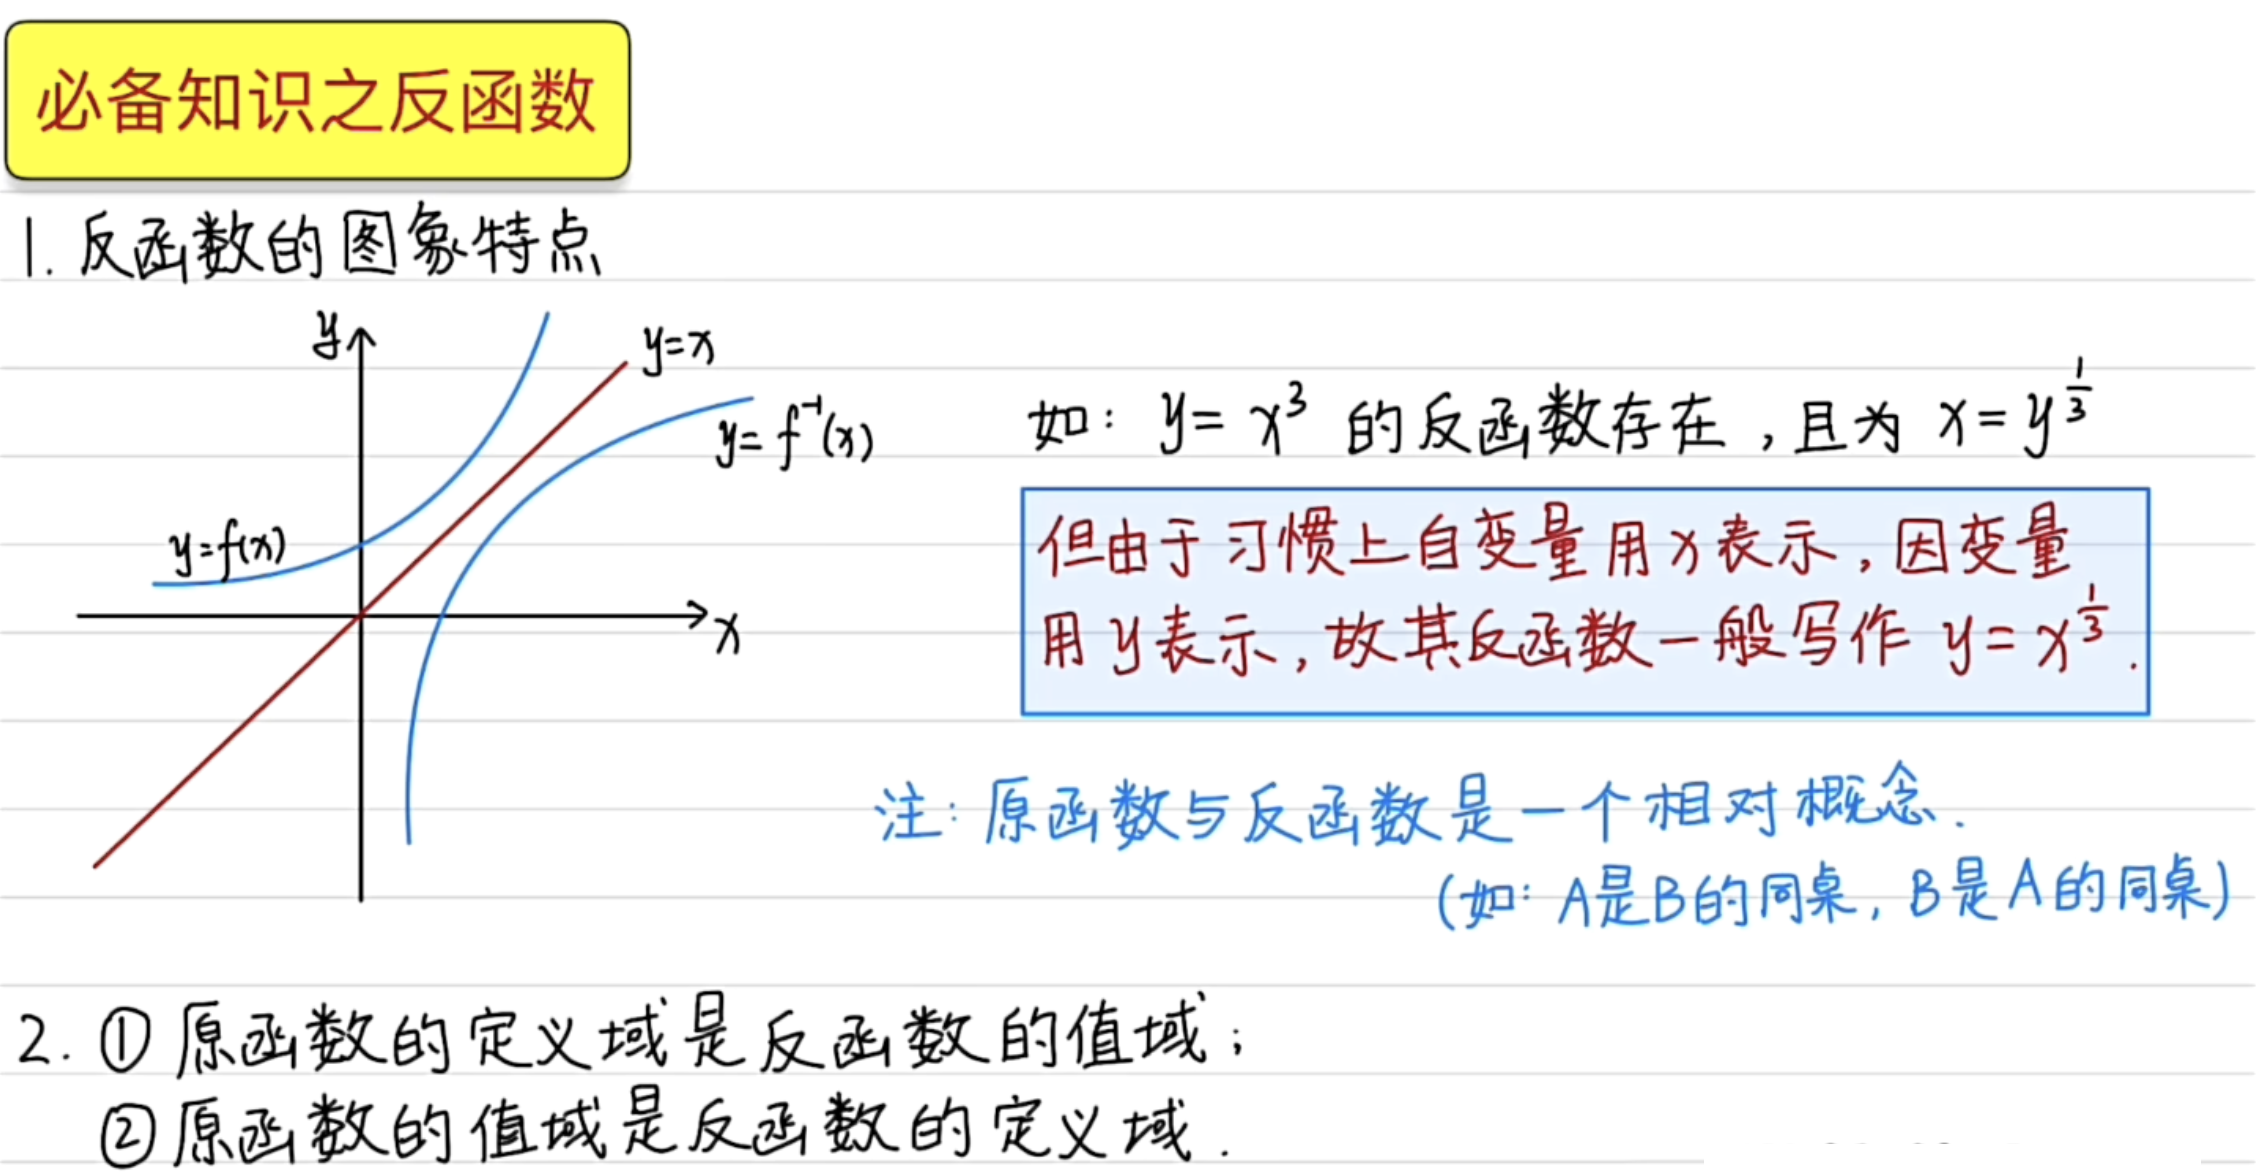 必备知识之反函数
1. 反函数的图象特点
y
y=x
y=f⁻¹(x)
y=f(x)
x
如: y=x³ 的反函数存在,且为 x=y^{\frac{1}{3}}
但由于习惯上自变量用x表示,因变量
用y表示,故其反函数一般写作 y=x^{\frac{1}{3}}.
注: 原函数与反函数是一个相对概念.
(如: A是B的同桌, B是A的同桌)
2. ① 原函数的定义域是反函数的值域;
② 原函数的值域是反函数的定义域.